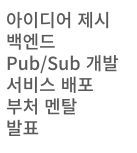 아이디어 제시
백엔드
Pub/Sub 개발
서비스 배포
부처 멘탈
발표